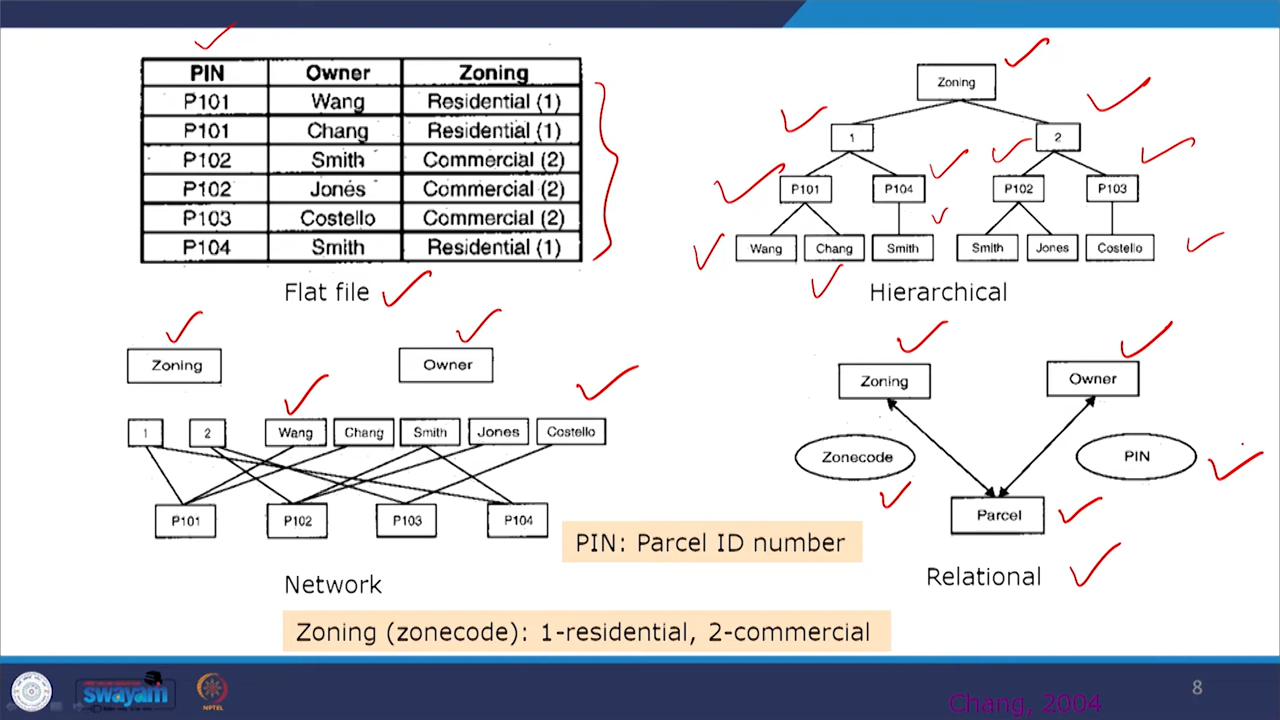 PIN Owner Zoning
P101 Wang Residential (1)
P101 Chang Residential (1)
P102 Smith Commercial (2)
P102 Jones Commercial (2)
P103 Costello Commercial (2)
P104 Smith Residential (1)
Flat file
Zoning
1 2
P101 P104 P102 P103
Wang Chang Smith Smith Jones Costello
Hierarchical
Zoning Owner
1 2 Wang Chang Smith Jones Costello
P101 P102 P103 P104
Network
Zoning Owner
Zonecode PIN
Parcel
Relational
PIN: Parcel ID number
Zoning (zonecode): 1-residential, 2-commercial
swayam
NPTEL
8
Chang, 2004